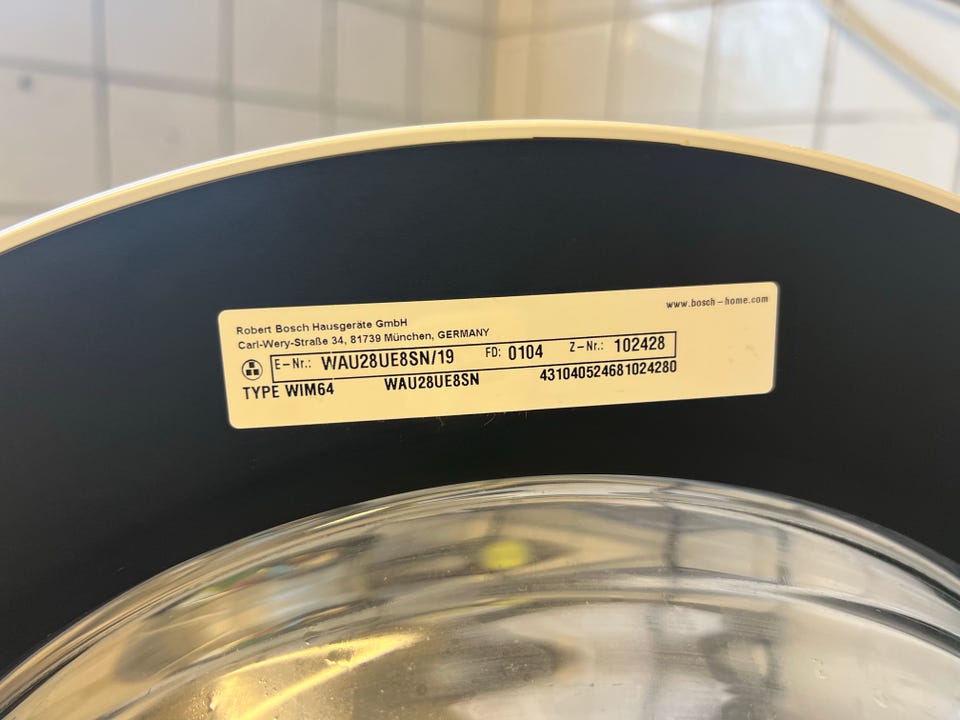 www.bosch-home.com
Robert Bosch Hausgeräte GmbH
Carl-Wery-Straße 34, 81739 München, GERMANY
E-Nr.: WAU28UE8SN/19 FD: 0104 Z-Nr.: 102428
TYPE WIM64 WAU28UE8SN 431040524681024280